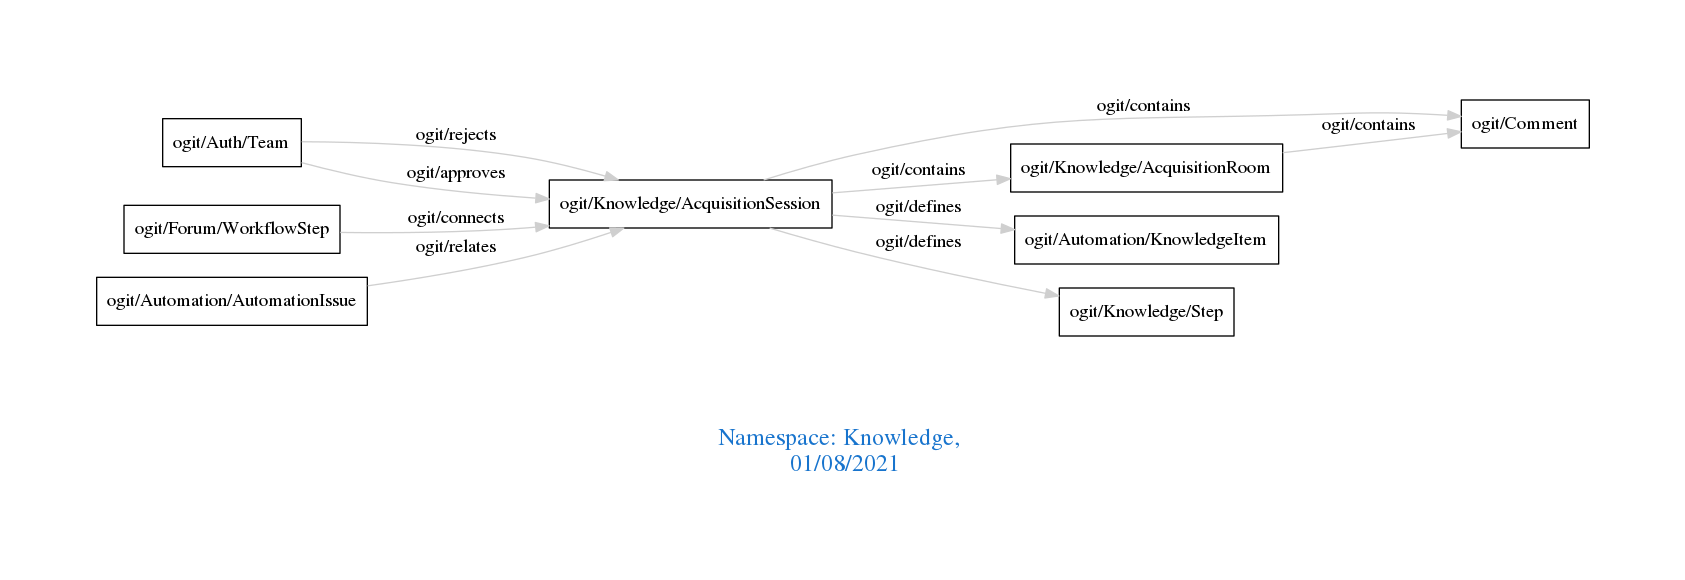 ogit/contains
ogit/Comment
ogit/contains
ogit/rejects
ogit/Auth/Team
ogit/approves
ogit/contains
ogit/Knowledge/AcquisitionRoom
ogit/Knowledge/AcquisitionSession
ogit/defines
ogit/connects
ogit/Forum/WorkflowStep
ogit/Automation/KnowledgeItem
ogit/relates
ogit/defines
ogit/Automation/AutomationIssue
ogit/Knowledge/Step
Namespace: Knowledge,
01/08/2021